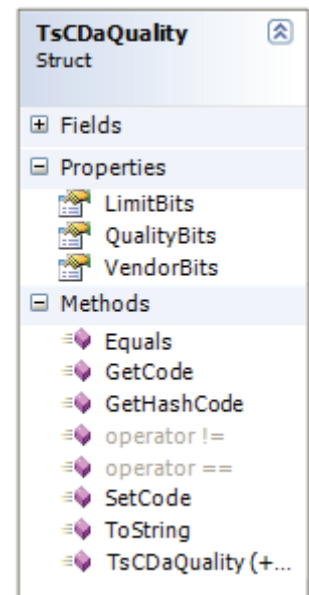 TsCDaQuality
Struct
Fields
Properties
LimitBits
QualityBits
VendorBits
Methods
Equals
GetCode
GetHashCode
operator !=
operator ==
SetCode
ToString
TsCDaQuality (+...